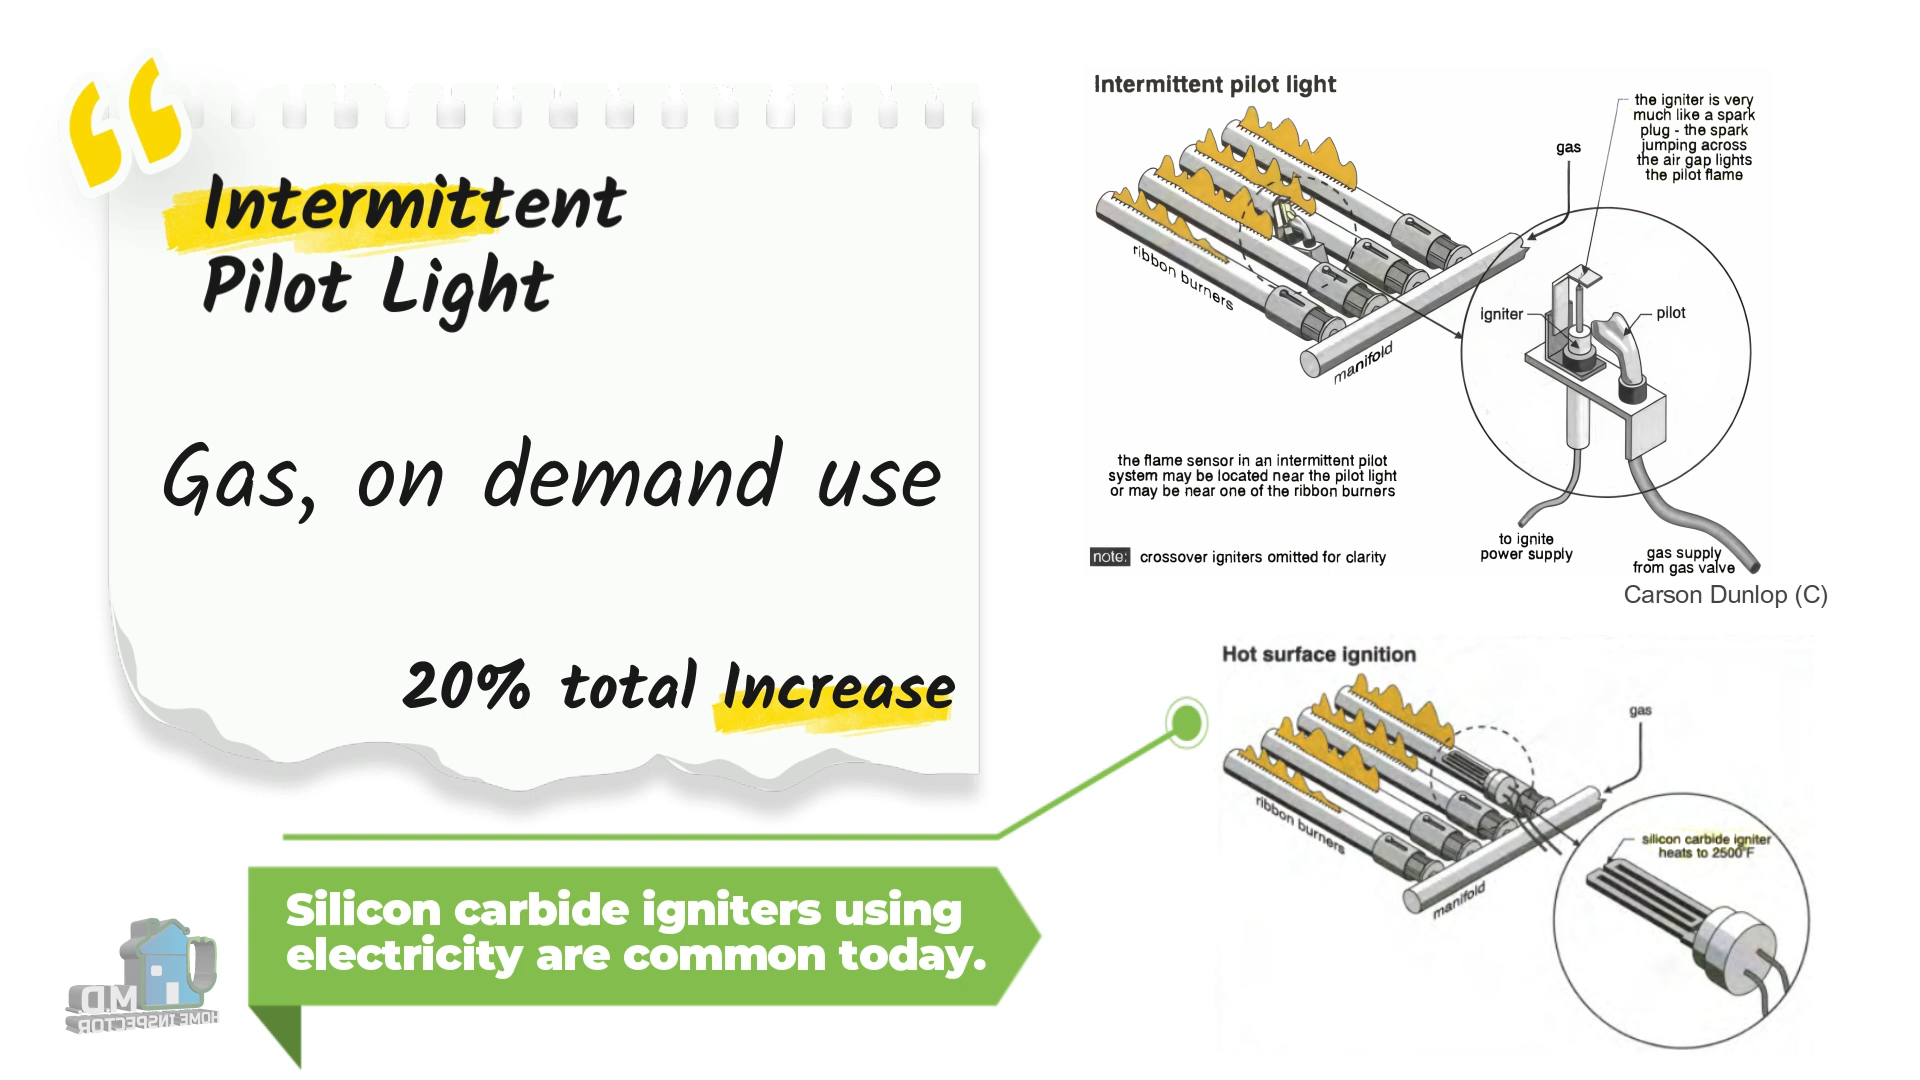 Intermittent
Pilot Light
Gas, on demand use
20% total Increase
Silicon carbide igniters using
electricity are common today.
M.D.
HOME INSPECTOR
Intermittent pilot light
the igniter is very
much like a spark
plug - the spark
jumping across
the air gap lights
the pilot flame
gas
ribbon burners
manifold
igniter
pilot
the flame sensor in an intermittent pilot
system may be located near the pilot light
or may be near one of the ribbon burners
to ignite
power supply
gas supply
from gas valve
note: crossover igniters omitted for clarity
Carson Dunlop (C)
Hot surface ignition
gas
ribbon burners
manifold
silicon carbide igniter
heats to 2500°F